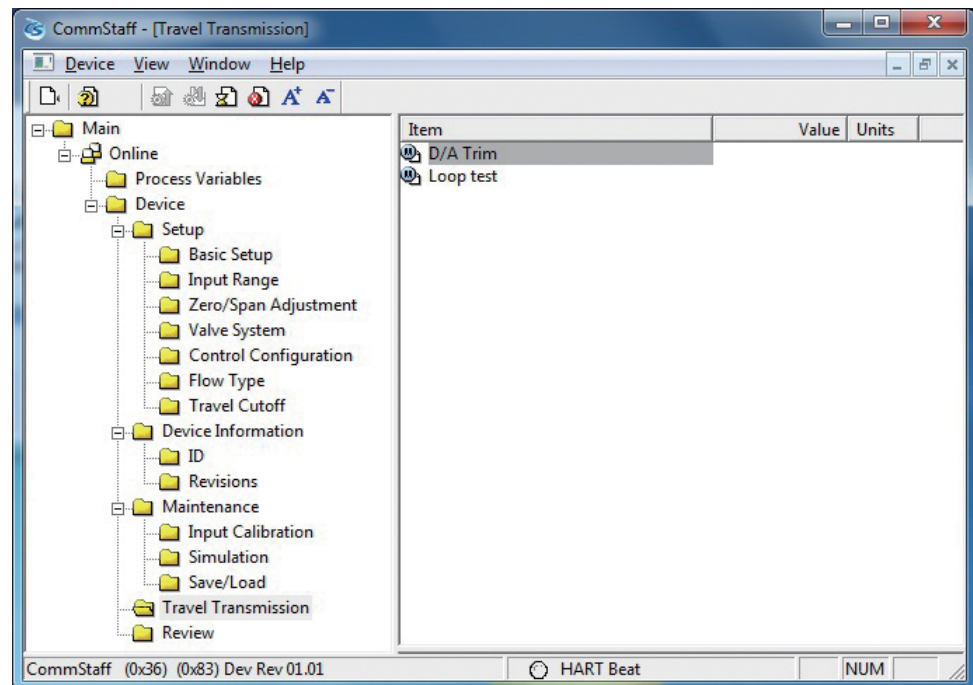 CommStaff - [Travel Transmission]
Device View Window Help
Main
Online
Process Variables
Device
Setup
Basic Setup
Input Range
Zero/Span Adjustment
Valve System
Control Configuration
Flow Type
Travel Cutoff
Device Information
ID
Revisions
Maintenance
Input Calibration
Simulation
Save/Load
Travel Transmission
Review
Item Value Units
D/A Trim
Loop test
CommStaff (0x36) (0x83) Dev Rev 01.01 HART Beat NUM